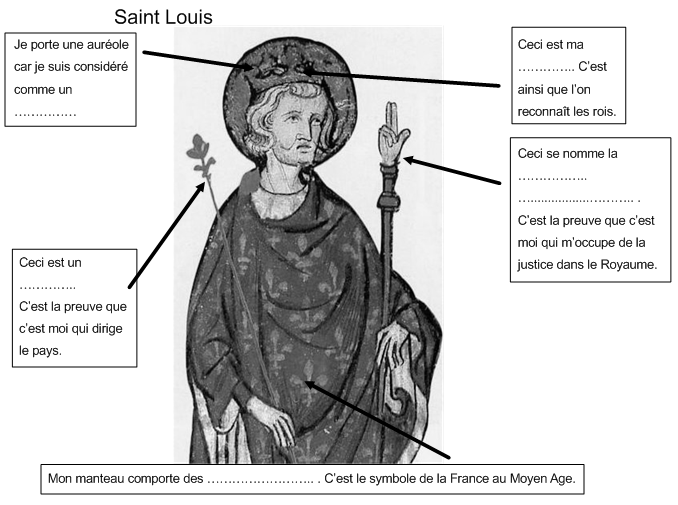 Saint Louis
Je porte une auréole
car je suis considéré
comme un
……………
Ceci est ma
………….. C’est
ainsi que l’on
reconnaît les rois.
Ceci se nomme la
……………..
…..................……….. .
C’est la preuve que c’est
moi qui m’occupe de la
justice dans le Royaume.
Ceci est un
…………..
C’est la preuve que
c’est moi qui dirige
le pays.
Mon manteau comporte des …………………….. . C’est le symbole de la France au Moyen Age.